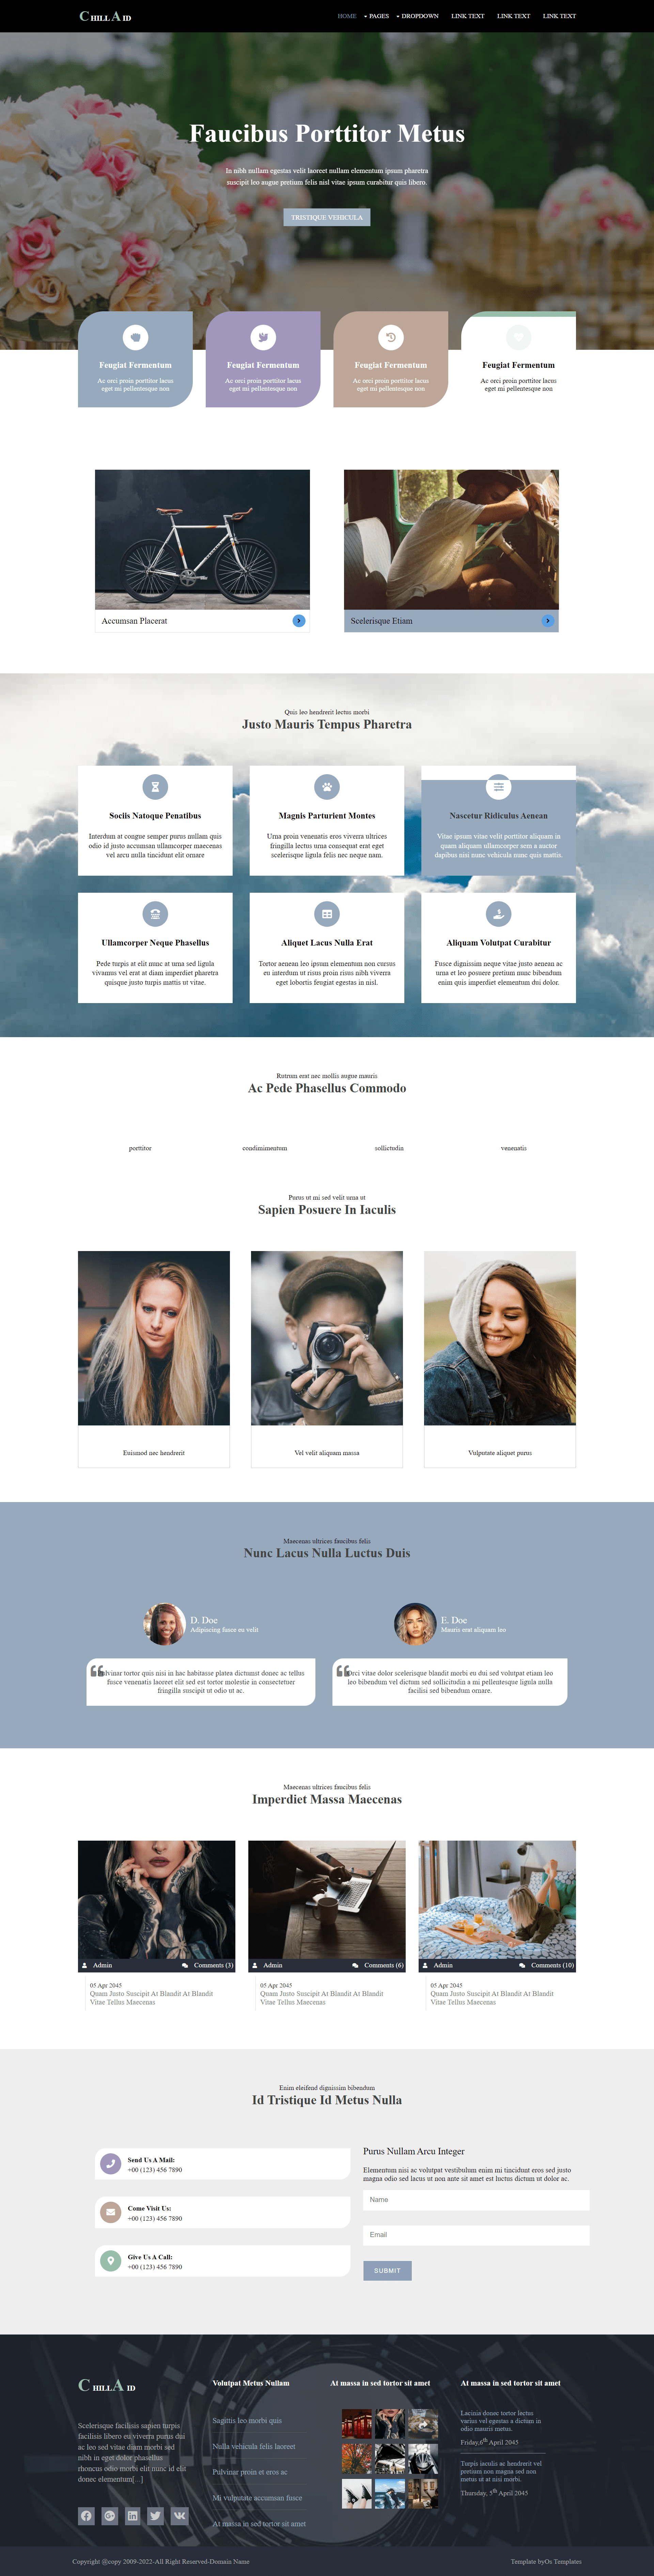 CHILLAID
HOME PAGES DROPDOWN LINK TEXT LINK TEXT LINK TEXT
Faucibus Porttitor Metus
In nibh nullam egestas velit laoreet nullam elementum ipsum pharetra
suscipit leo augue pretium felis nisl vitae ipsum curabitur quis libero.
TRISTIQUE VEHICULA
Feugiat Fermentum
Ac orci proin porttitor lacus
eget mi pellentesque non
Feugiat Fermentum
Ac orci proin porttitor lacus
eget mi pellentesque non
Feugiat Fermentum
Ac orci proin porttitor lacus
eget mi pellentesque non
Feugiat Fermentum
Ac orci proin porttitor lacus
eget mi pellentesque non
Accumsan Placerat
Scelerisque Etiam
Quis leo hendrerit lectus morbi
Justo Mauris Tempus Pharetra
Sociis Natoque Penatibus
Interdum at congue semper purus nullam quis
odio id justo accumsan ullamcorper maecenas
vel arcu nulla tincidunt elit ornare
Magnis Parturient Montes
Urna proin venenatis eros viverra ultrices
fringilla lectus urna consequat erat eget
scelerisque ligula felis nec neque nam.
Nascetur Ridiculus Aenean
Vitae ipsum vitae velit porttitor aliquam in
quam aliquam ullamcorper sem a auctor
dapibus nisi nunc vehicula nunc quis mattis.
Ullamcorper Neque Phasellus
Pede turpis at elit nunc at urna sed ligula
vivamus vel erat at diam imperdiet pharetra
quisque justo turpis mattis ut vitae.
Aliquet Lacus Nulla Erat
Tortor aenean leo ipsum elementum non cursus
eu interdum ut risus proin risus nibh viverra
eget lobortis feugiat egestas in nisl.
Aliquam Volutpat Curabitur
Fusce dignissim neque vitae justo aenean ac
urna et leo posuere pretium nunc bibendum
enim quis imperdiet elementum dui dolor.
Rutrum erat nec mollis augue mauris
Ac Pede Phasellus Commodo
porttitor
condimimentum
sollictudin
venenatis
Purus ut mi sed velit urna ut
Sapien Posuere In Iaculis
Euismod nec hendrerit
Vel velit aliquam massa
Vulputate aliquet purus
Maecenas ultrices faucibus felis
Nunc Lacus Nulla Luctus Duis
D. Doe
Adipiscing fusce eu velit
Pulvinar tortor quis nisi in hac habitasse platea dictumst donec ac tellus
fusce venenatis laoreet elit sed est tortor molestie in consectetuer
fringilla suscipit ut odio ut ac.
E. Doe
Mauris erat aliquam leo
Orci vitae dolor scelerisque blandit morbi eu dui sed volutpat etiam leo
leo bibendum vel dictum sed sollicitudin a mi pellentesque ligula nulla
facilisi sed bibendum ornare.
Maecenas ultrices faucibus felis
Imperdiet Massa Maecenas
Admin Comments (3)
05 Apr 2045
Quam Justo Suscipit At Blandit At Blandit
Vitae Tellus Maecenas
Admin Comments (6)
05 Apr 2045
Quam Justo Suscipit At Blandit At Blandit
Vitae Tellus Maecenas
Admin Comments (10)
05 Apr 2045
Quam Justo Suscipit At Blandit At Blandit
Vitae Tellus Maecenas
Enim eleifend dignissim bibendum
Id Tristique Id Metus Nulla
Send Us A Mail:
+00 (123) 456 7890
Come Visit Us:
+00 (123) 456 7890
Give Us A Call:
+00 (123) 456 7890
Purus Nullam Arcu Integer
Elementum nisi ac volutpat vestibulum enim mi tincidunt eros sed justo
magna odio sed lacus ut non ante sit amet est luctus dictum ut dolor ac.
Name
Email
SUBMIT
CHILLAID
Scelerisque facilisis sapien turpis
facilisis libero eu viverra purus dui
ac leo sed vitae diam morbi sed
nibh in eget dolor phasellus
rhoncus odio morbi elit nunc id elit
donec elementum[...]
Volutpat Metus Nullam
Sagittis leo morbi quis
Nulla vehicula felis laoreet
Pulvinar proin et eros ac
Mi vulputate accumsan fusce
At massa in sed tortor sit amet
At massa in sed tortor sit amet
At massa in sed tortor sit amet
Lacinia donec tortor lactus
varius vel egestas a dictum in
odio mauris metus.
Friday,6th April 2045
Turpis iaculis ac hendrerit vel
pretium non magna sed non
metus ut at nisi morbi.
Thursday, 5th April 2045
Copyright @copy 2009-2022-All Right Reserved-Domain Name
Template byOs Templates